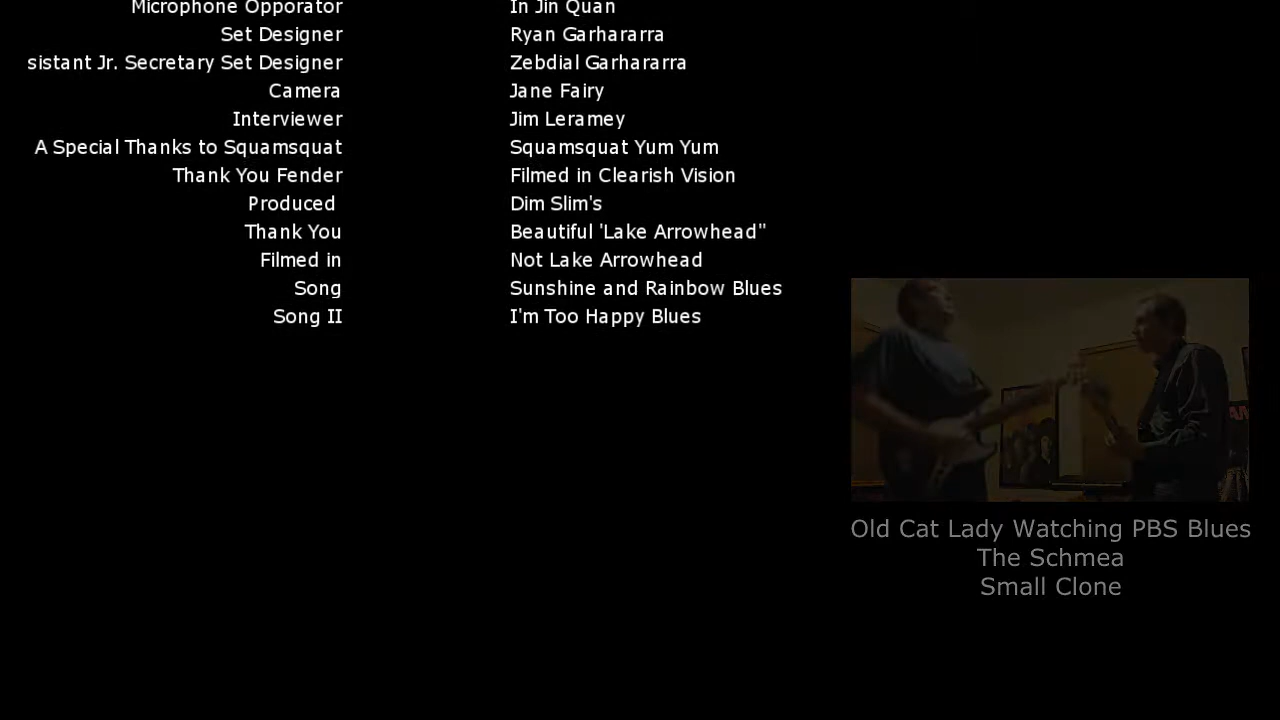 Microphone Opporator In Jin Quan
Set Designer Ryan Garhararra
sistant Jr. Secretary Set Designer Zebdial Garhararra
Camera Jane Fairy
Interviewer Jim Leramey
A Special Thanks to Squamsquat Squamsquat Yum Yum
Thank You Fender Filmed in Clearish Vision
Produced Dim Slim's
Thank You Beautiful 'Lake Arrowhead"
Filmed in Not Lake Arrowhead
Song Sunshine and Rainbow Blues
Song II I'm Too Happy Blues
Old Cat Lady Watching PBS Blues
The Schmea
Small Clone